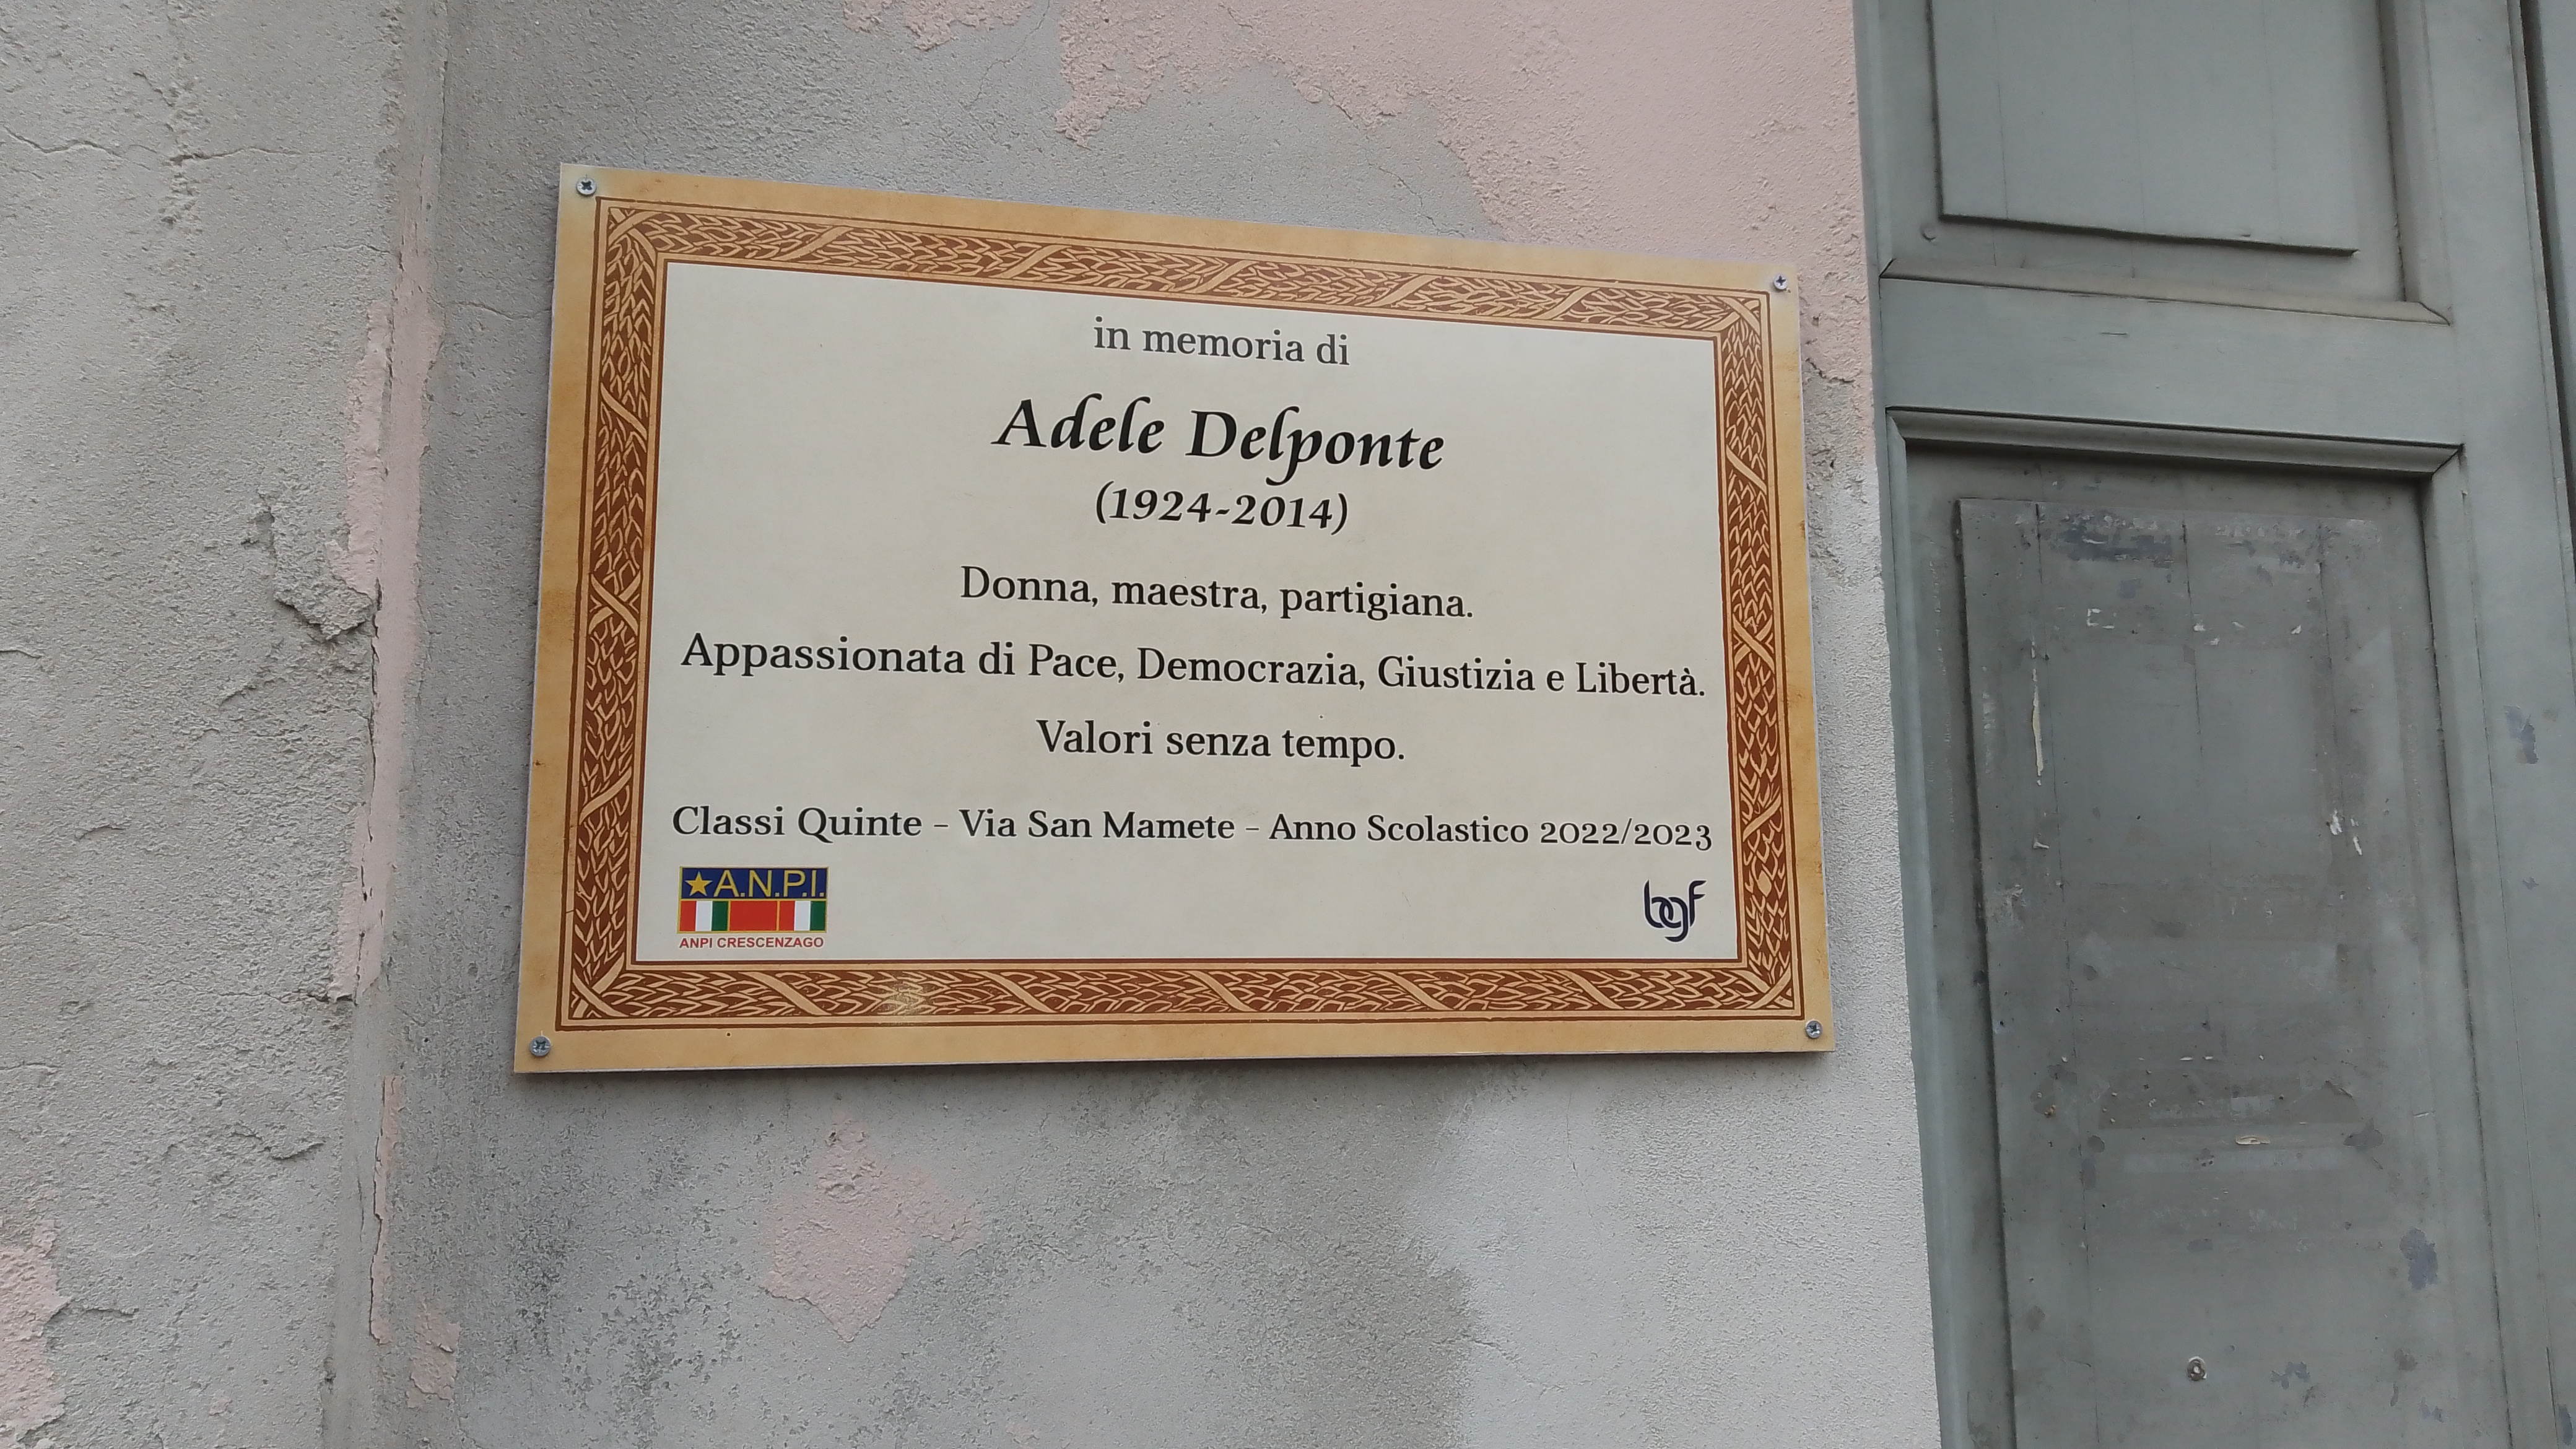 in memoria di
Adele Delponte
(1924-2014)
Donna, maestra, partigiana.
Appassionata di Pace, Democrazia, Giustizia e Libertà.
Valori senza tempo.
Classi Quinte - Via San Mamete - Anno Scolastico 2022/2023
A.N.P.I.
ANPI CRESCENZAGO
bgf